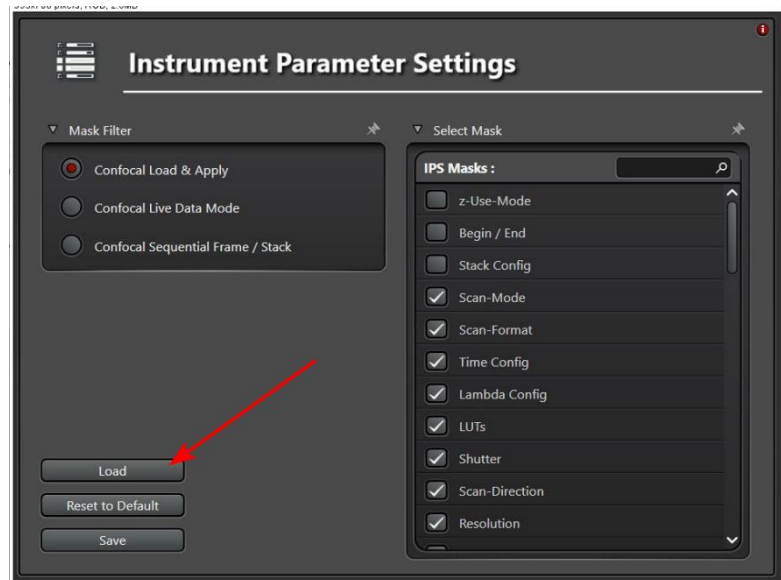 Instrument Parameter Settings
Mask Filter
Confocal Load & Apply
Confocal Live Data Mode
Confocal Sequential Frame / Stack
Load
Reset to Default
Save
Select Mask
IPS Masks :
z-Use-Mode
Begin / End
Stack Config
Scan-Mode
Scan-Format
Time Config
Lambda Config
LUTs
Shutter
Scan-Direction
Resolution